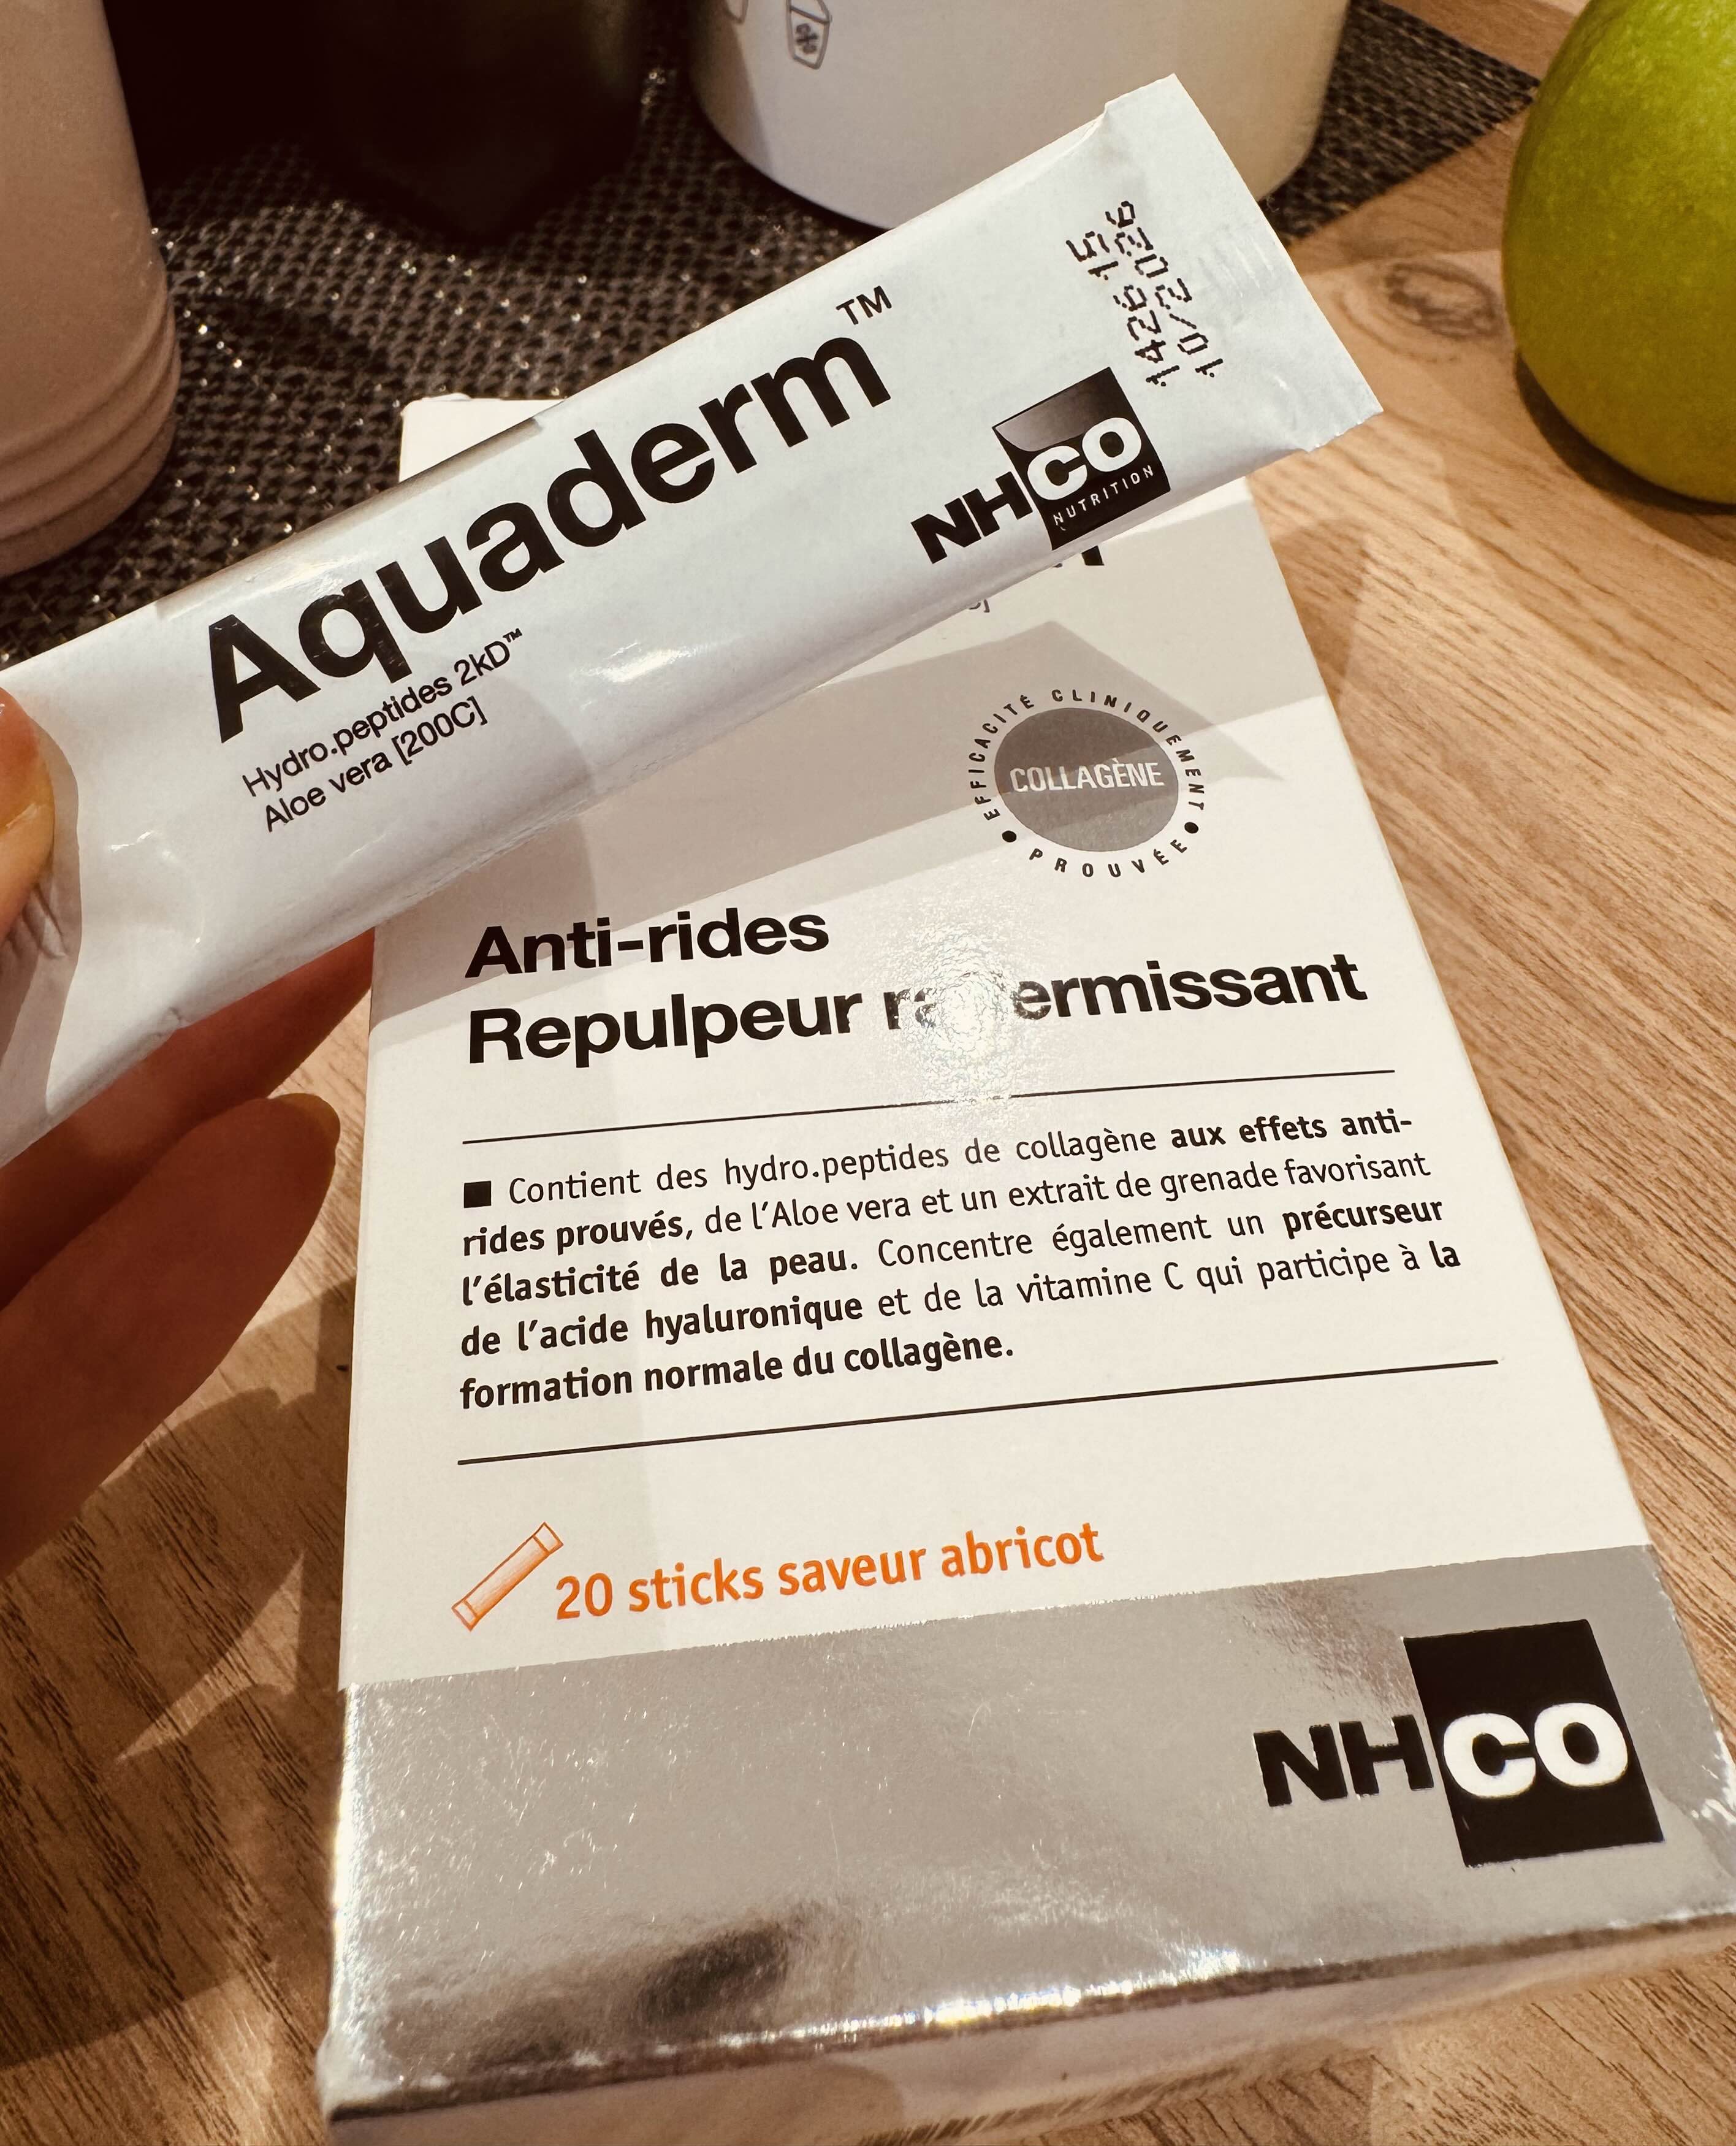 Aquaderm™
Hydro.peptides 2kD™
Aloe vera [200C]
NHCO
NUTRITION
1426 15
10/2026
EFFICACITÉ CLINIQUEMENT
COLLAGÈNE
• PROUVÉE •
Anti-rides
Repulpeur raffermissant
■ Contient des hydro.peptides de collagène aux effets anti-
rides prouvés, de l'Aloe vera et un extrait de grenade favorisant
l'élasticité de la peau. Concentre également un précurseur
de l'acide hyaluronique et de la vitamine C qui participe à la
formation normale du collagène.
20 sticks saveur abricot
NHCO